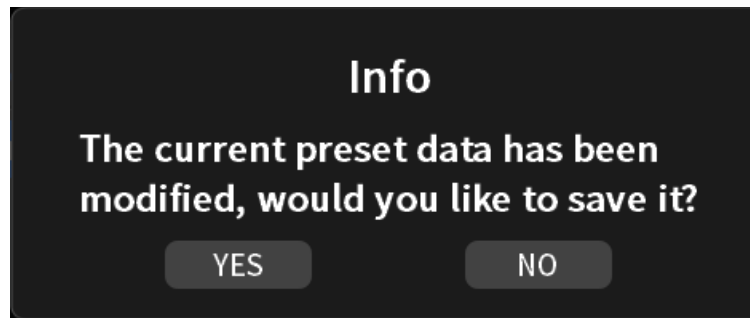 Info
The current preset data has been
modified, would you like to save it?
YES
NO